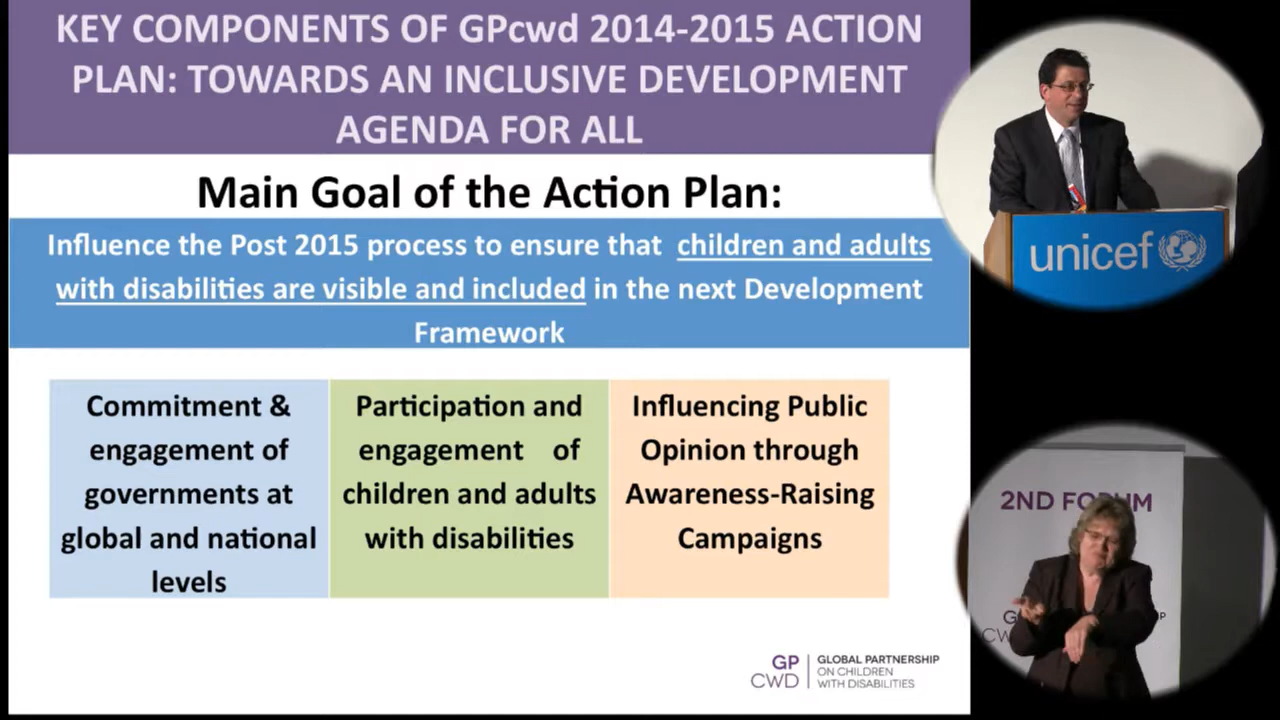 KEY COMPONENTS OF GPcwd 2014-2015 ACTION
PLAN: TOWARDS AN INCLUSIVE DEVELOPMENT
AGENDA FOR ALL
Main Goal of the Action Plan:
Influence the Post 2015 process to ensure that children and adults
with disabilities are visible and included in the next Development
Framework
Commitment &
engagement of
governments at
global and national
levels
Participation and
engagement of
children and adults
with disabilities
Influencing Public
Opinion through
Awareness-Raising
Campaigns
GP
CWD
GLOBAL PARTNERSHIP
ON CHILDREN
WITH DISABILITIES
unicef
2ND FORUM